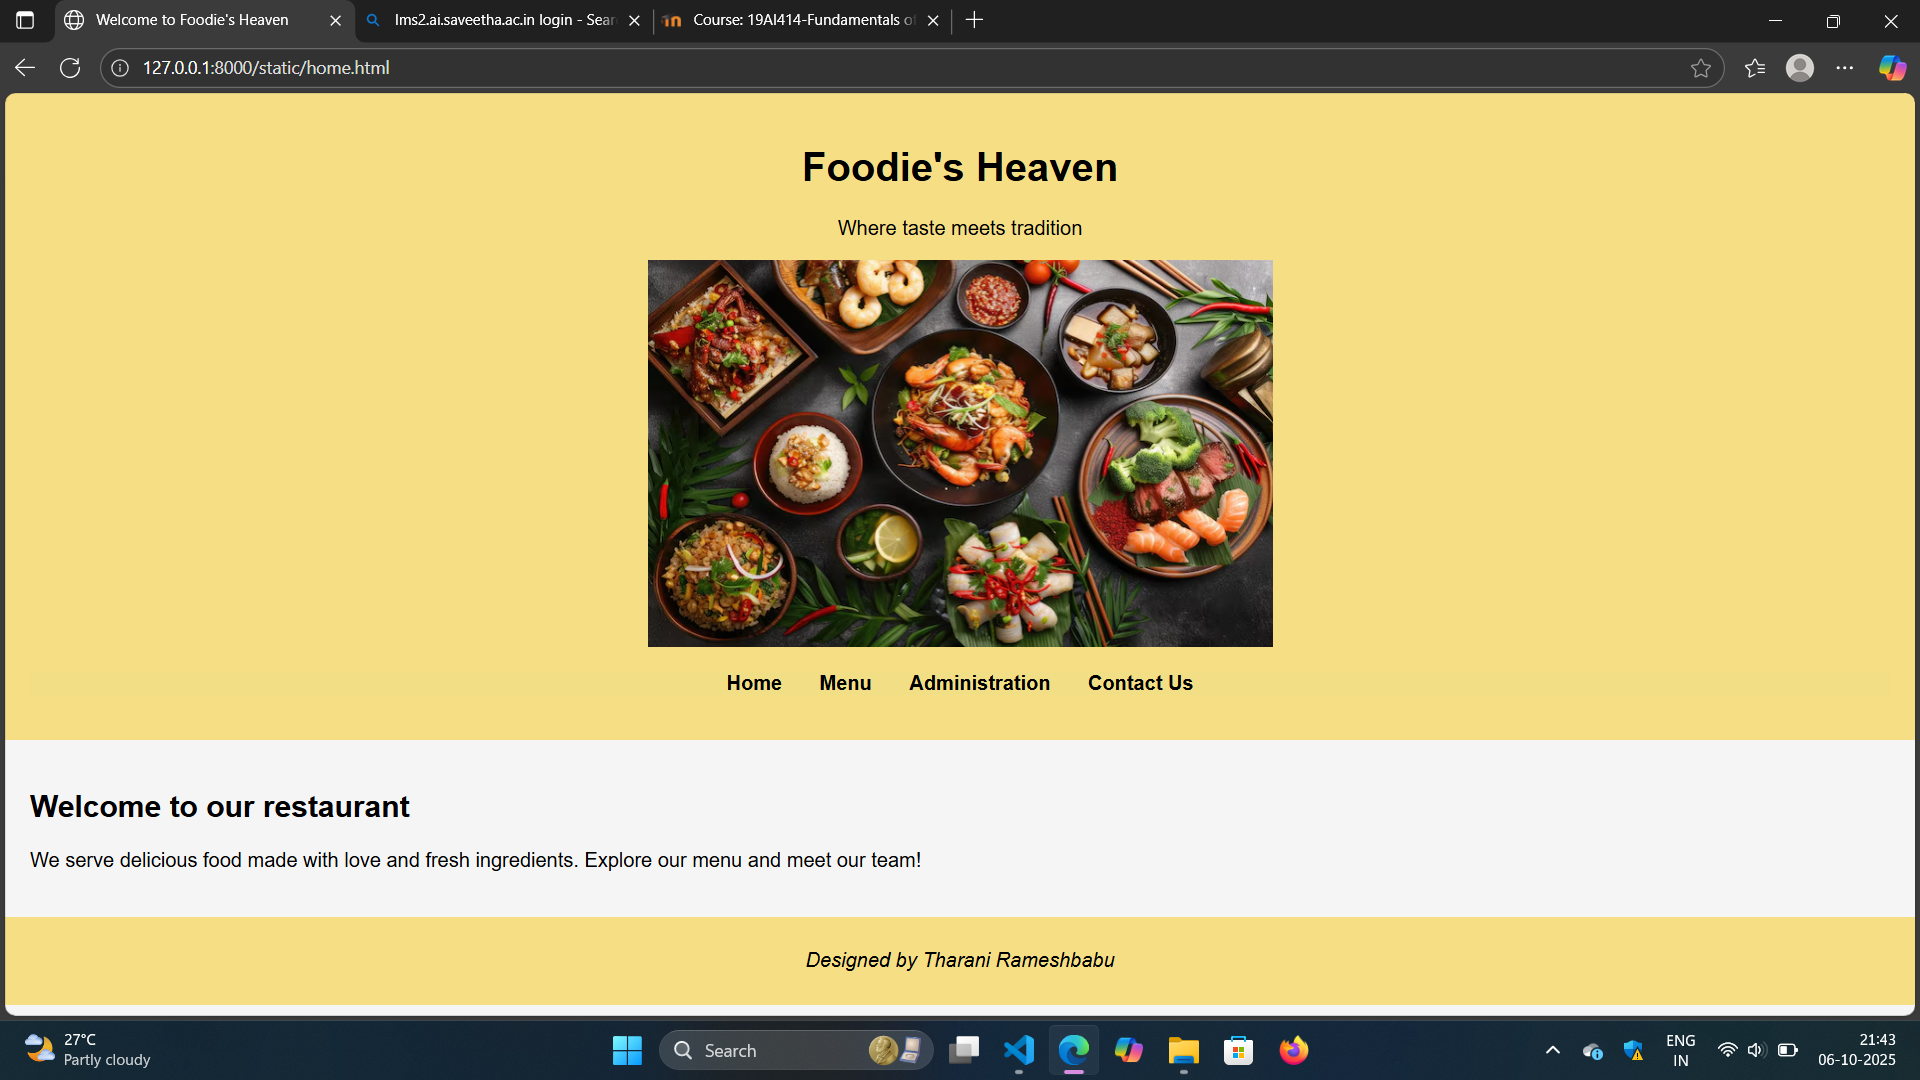 Welcome to Foodie's Heaven
lms2.ai.saveetha.ac.in login - Sear
Course: 19AI414-Fundamentals of
127.0.0.1:8000/static/home.html
Foodie's Heaven
Where taste meets tradition
Home Menu Administration Contact Us
Welcome to our restaurant
We serve delicious food made with love and fresh ingredients. Explore our menu and meet our team!
Designed by Tharani Rameshbabu
27°C
Partly cloudy
Search
ENG
IN
21:43
06-10-2025